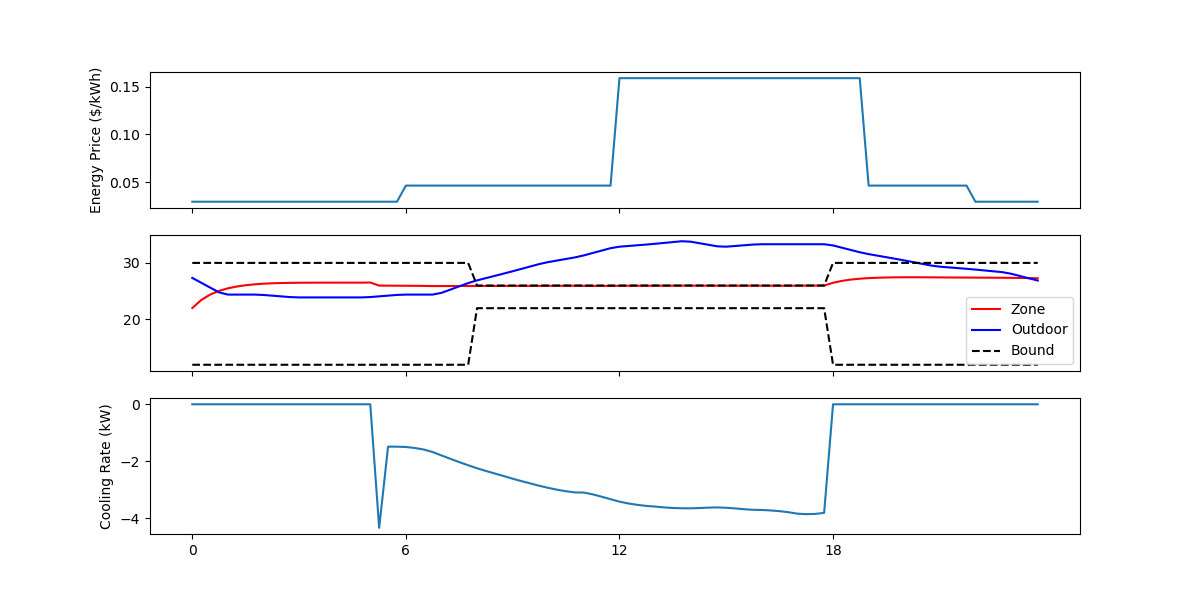 Energy Price ($/kWh)
0.15
0.10
0.05
30
20
Zone
Outdoor
Bound
Cooling Rate (kW)
0
−2
−4
0 6 12 18